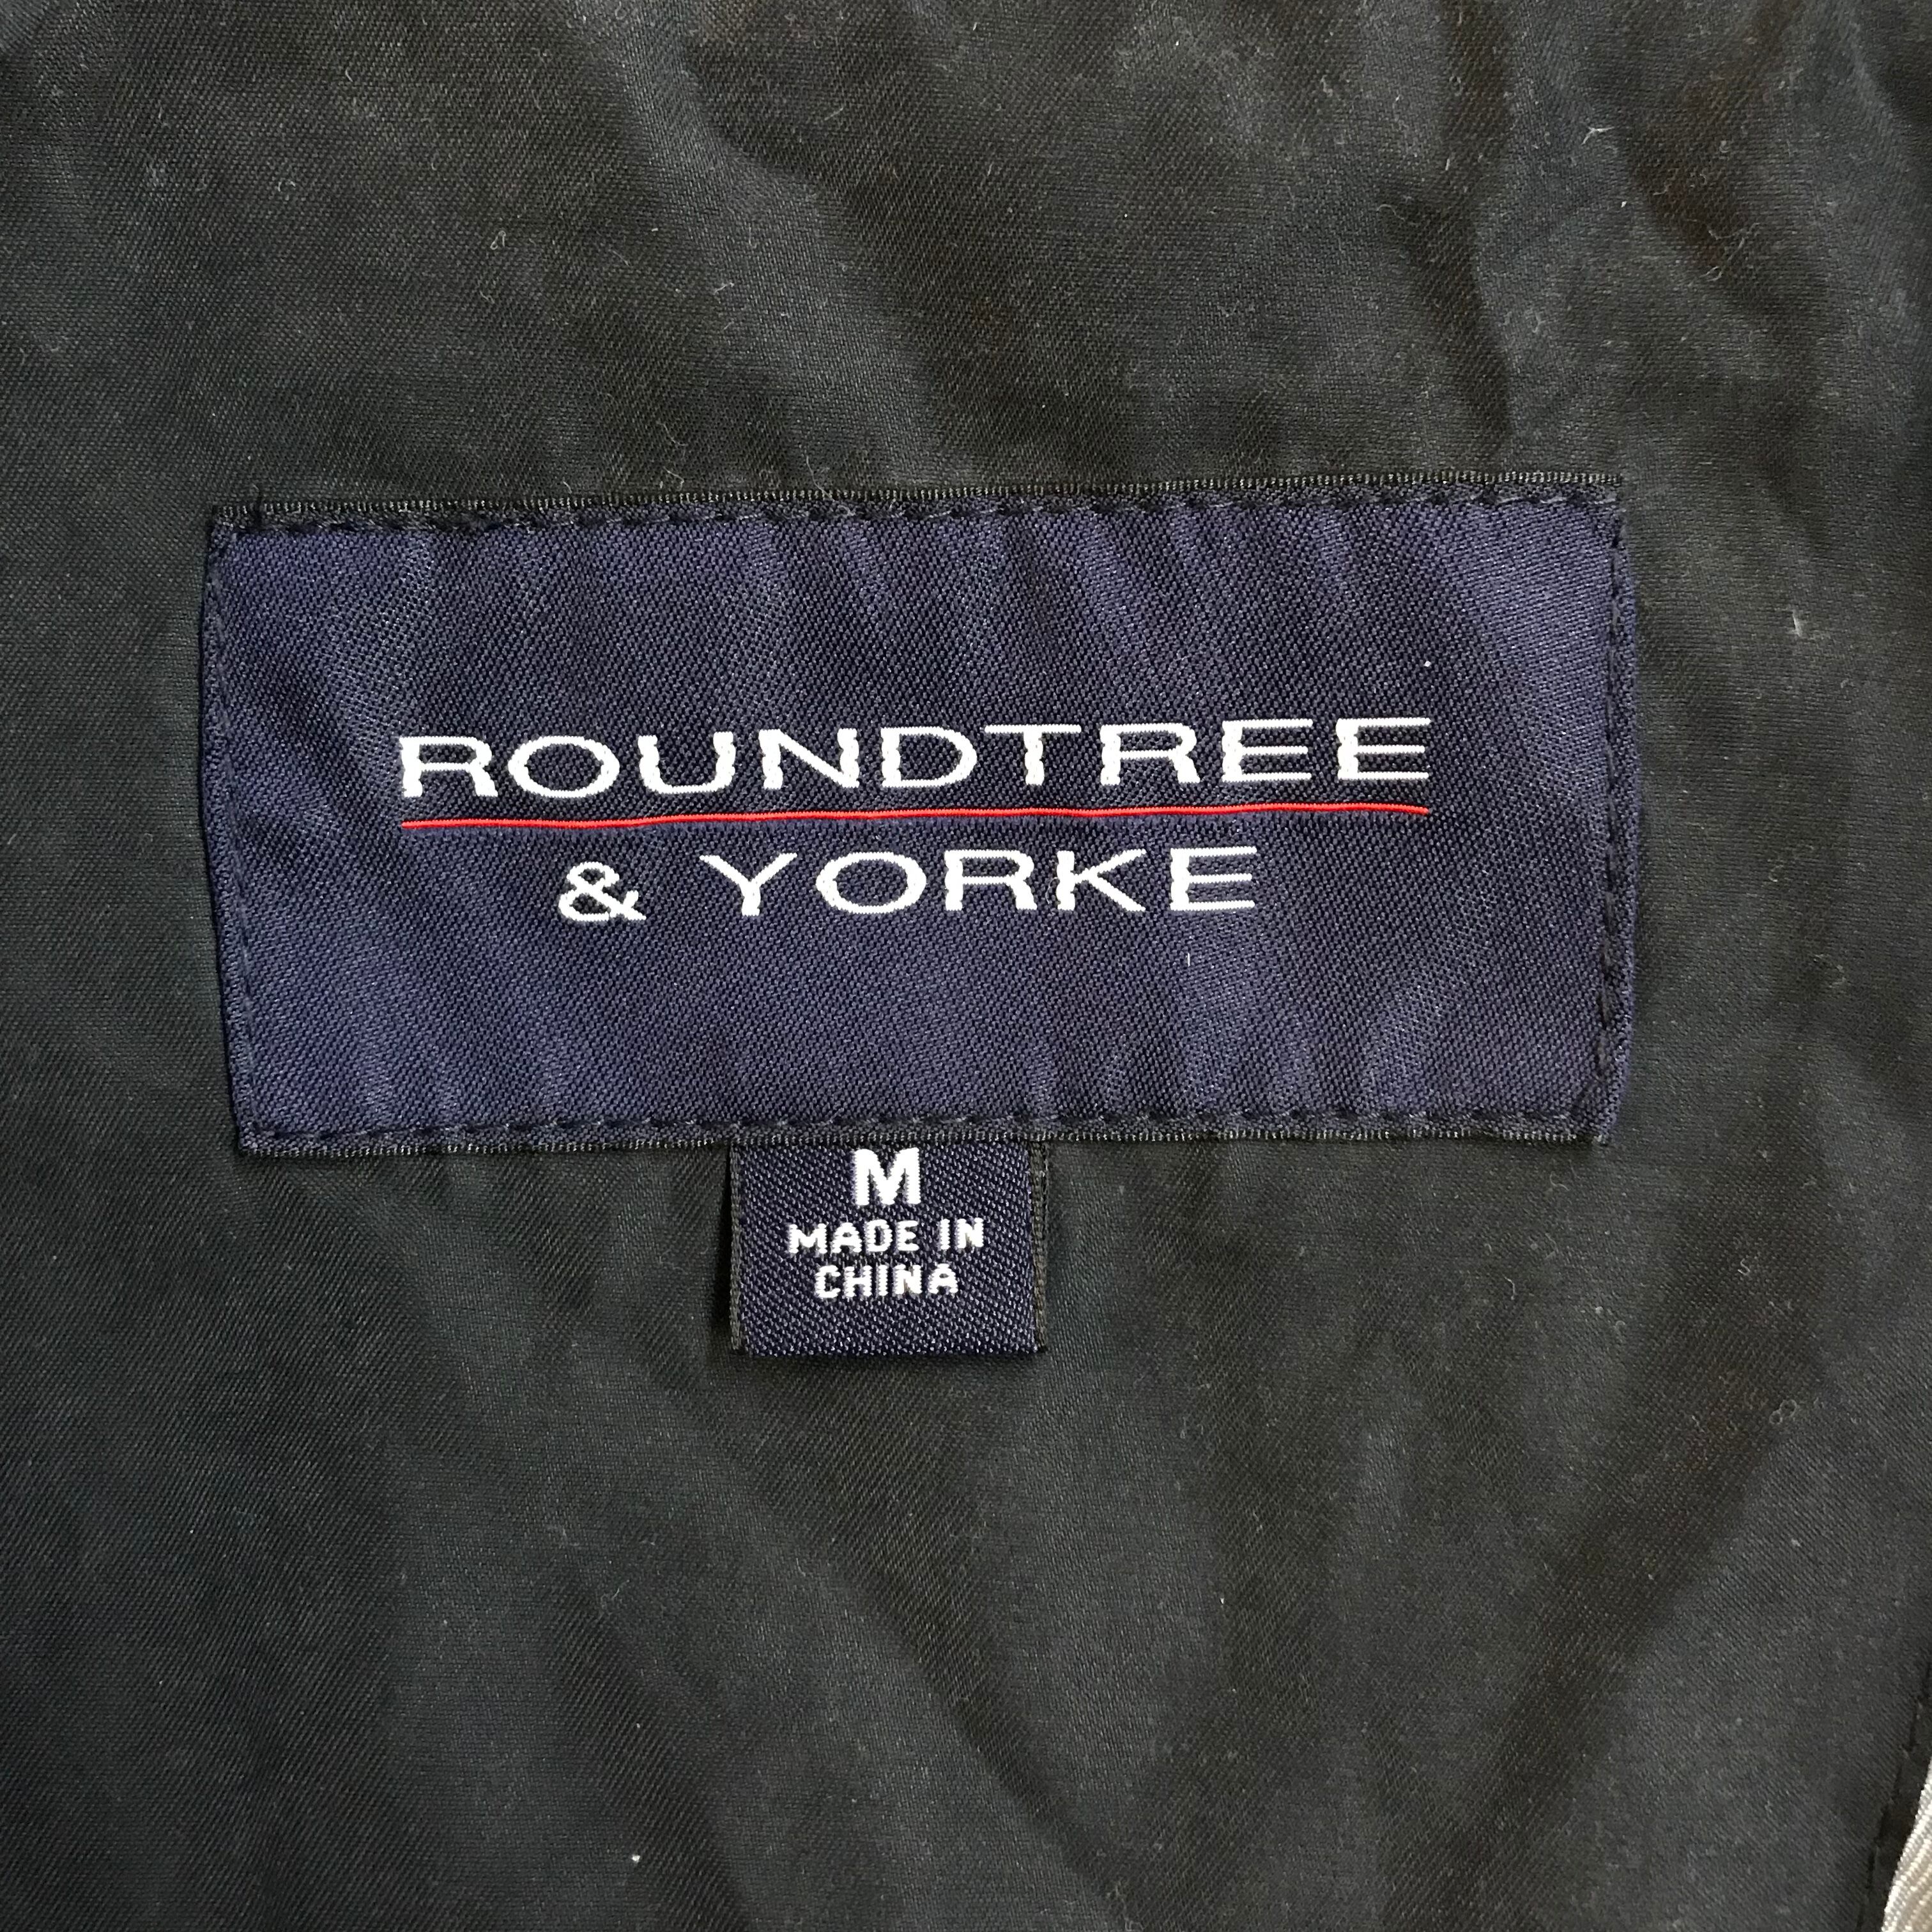 ROUNDTREE
& YORKE
M
MADE IN
CHINA